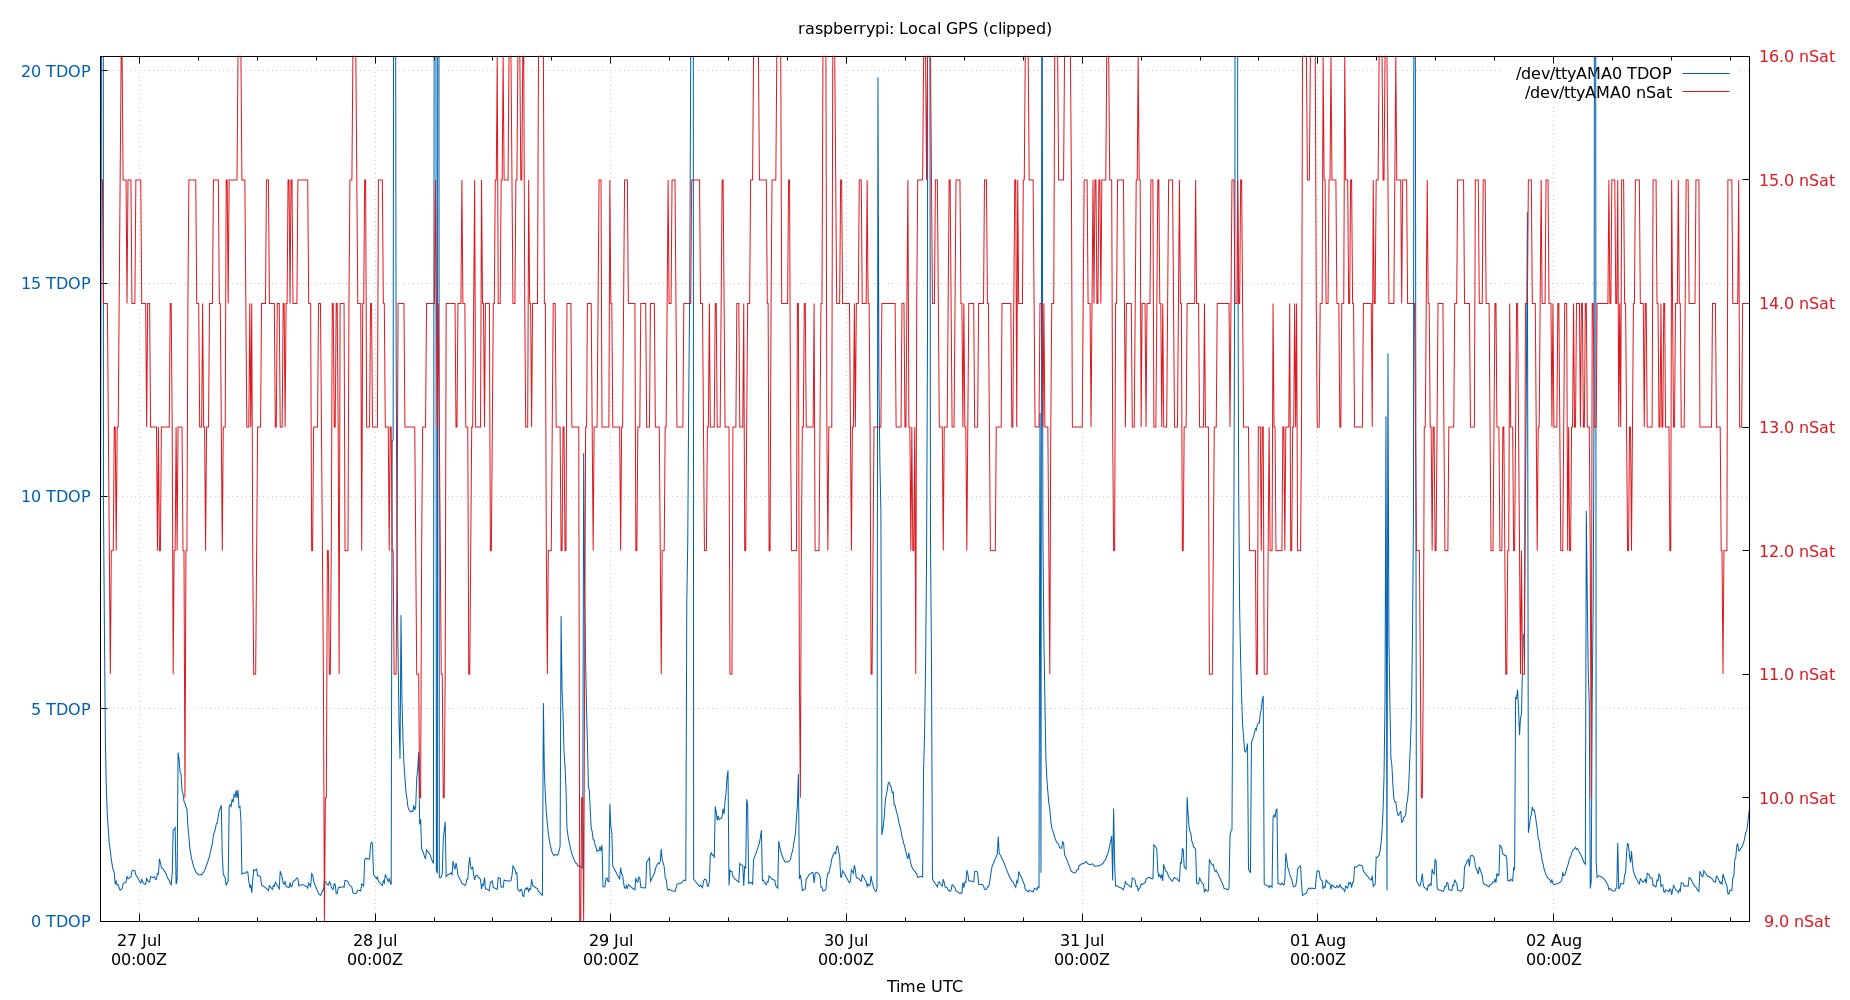 raspberrypi: Local GPS (clipped)
20 TDOP
15 TDOP
10 TDOP
5 TDOP
0 TDOP
16.0 nSat
15.0 nSat
14.0 nSat
13.0 nSat
12.0 nSat
11.0 nSat
10.0 nSat
9.0 nSat
/dev/ttyAMA0 TDOP
/dev/ttyAMA0 nSat
27 Jul
00:00Z
28 Jul
00:00Z
29 Jul
00:00Z
30 Jul
00:00Z
31 Jul
00:00Z
01 Aug
00:00Z
02 Aug
00:00Z
Time UTC